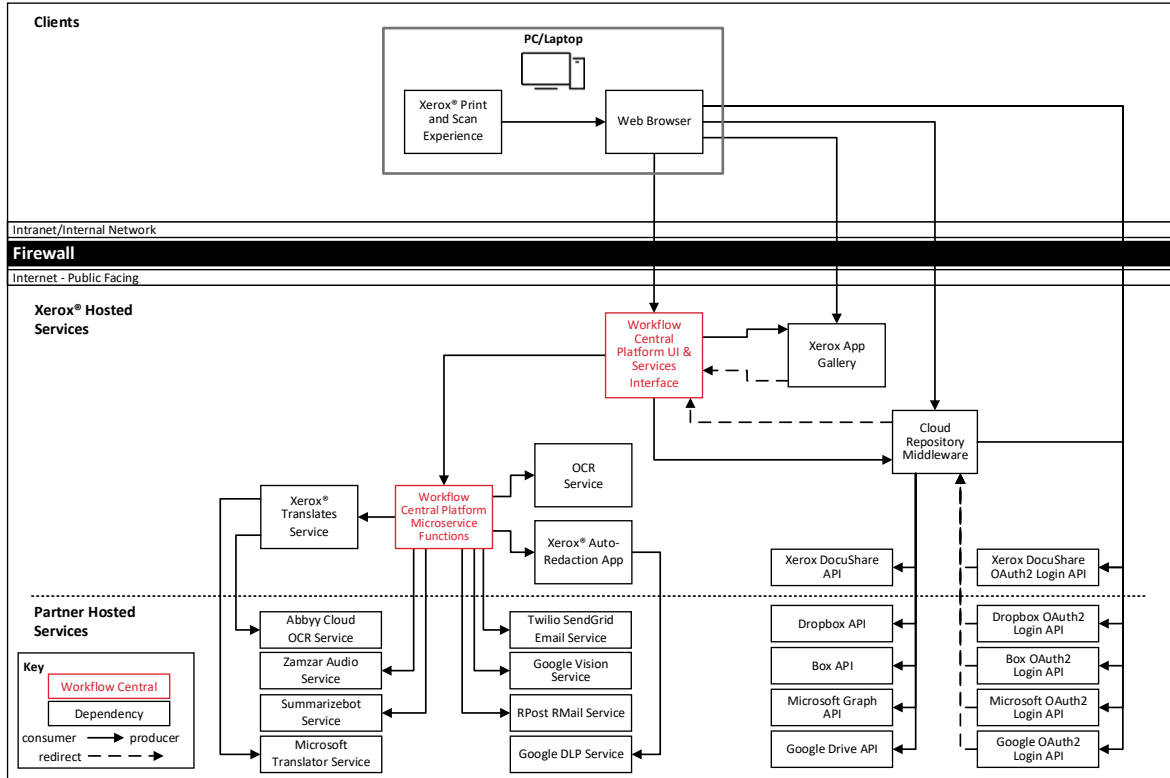 Clients
PC/Laptop
Xerox® Print
and Scan
Experience
Web Browser
Intranet/Internal Network
Firewall
Internet - Public Facing
Xerox® Hosted
Services
Workflow
Central
Platform UI &
Services
Interface
Xerox App
Gallery
Cloud
Repository
Middleware
OCR
Service
Xerox®
Translates
Service
Workflow
Central Platform
Microservice
Functions
Xerox® Auto-
Redaction App
Xerox DocuShare
API
Xerox DocuShare
OAuth2 Login API
Partner Hosted
Services
Abbyy Cloud
OCR Service
Twilio SendGrid
Email Service
Dropbox API
Dropbox OAuth2
Login API
Zamzar Audio
Service
Google Vision
Service
Box API
Box OAuth2
Login API
Summarizebot
Service
RPost RMail Service
Microsoft Graph
API
Microsoft OAuth2
Login API
Microsoft
Translator Service
Google DLP Service
Google Drive API
Google OAuth2
Login API
Key
Workflow Central
Dependency
consumer producer
redirect